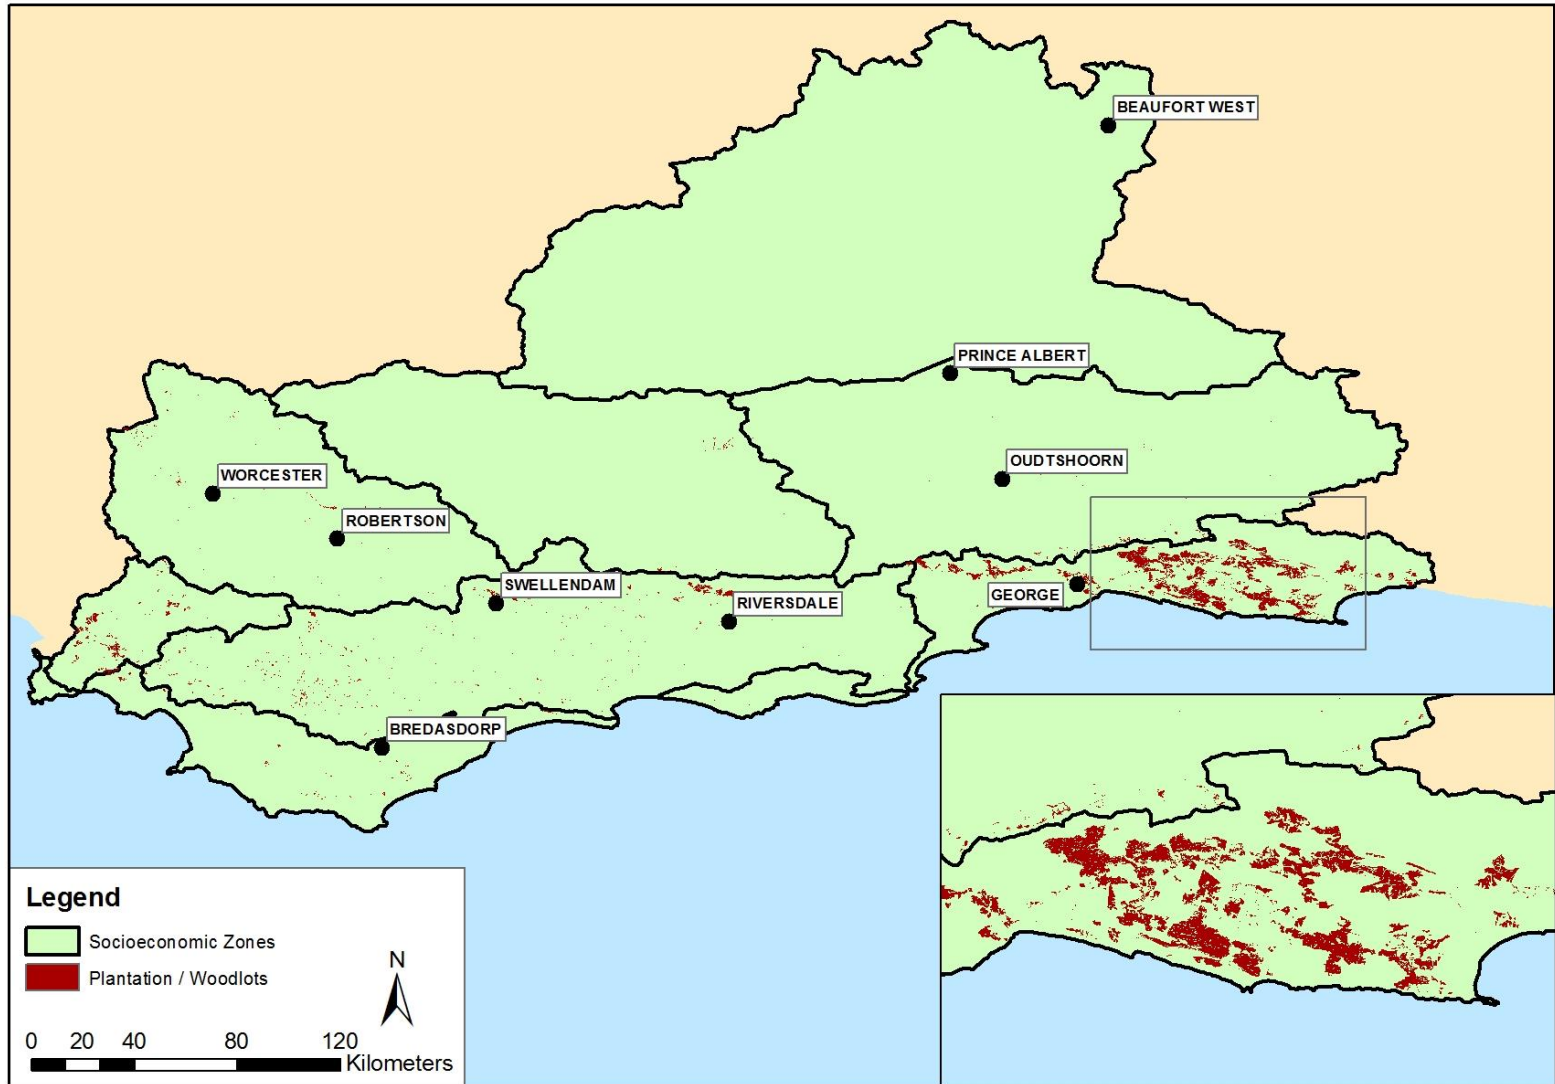 BEAUFORT WEST
PRINCE ALBERT
WORCESTER
OUDTSHOORN
ROBERTSON
SWELLENDAM
RIVERSDALE
GEORGE
BREDASDORP
Legend
Socioeconomic Zones
Plantation / Woodlots
N
0 20 40 80 120
Kilometers